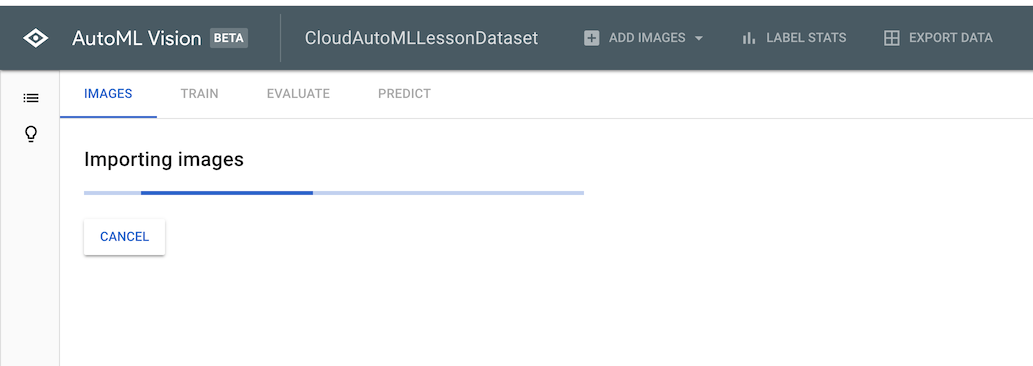 AutoML Vision BETA CloudAutoMLLessonDataset ADD IMAGES LABEL STATS EXPORT DATA
IMAGES TRAIN EVALUATE PREDICT
Importing images
CANCEL